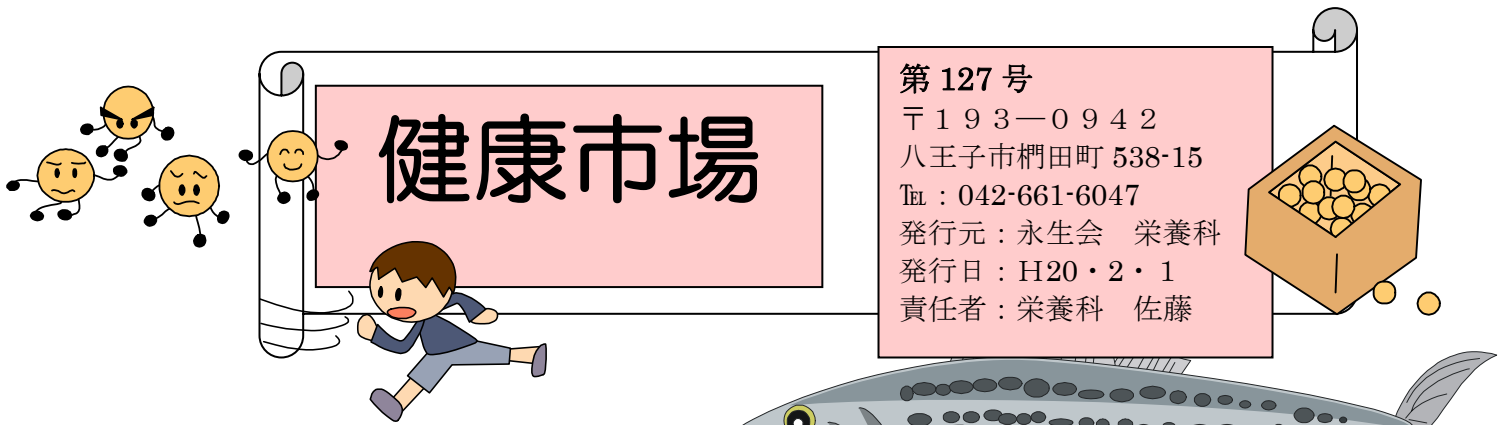 健康市場
第 127 号
〒193―0942
八王子市椚田町 538-15
℡：042-661-6047
発行元：永生会　栄養科
発行日：H20・2・1
責任者：栄養科　佐藤